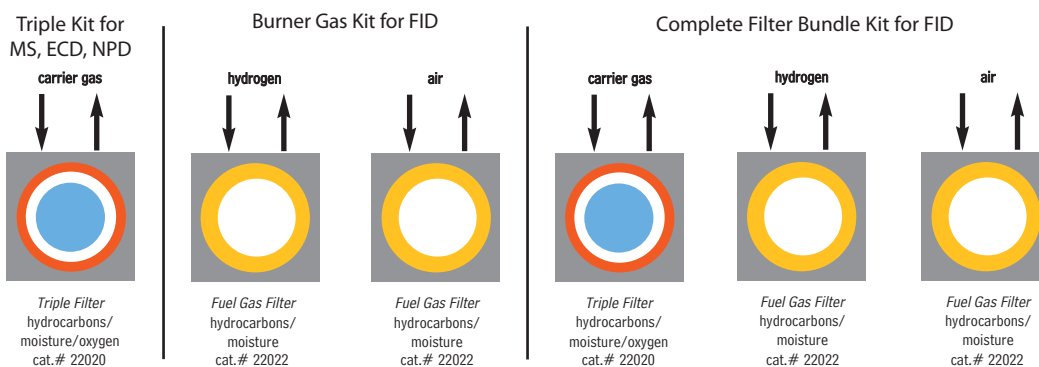 Triple Kit for
MS, ECD, NPD
carrier gas
Triple Filter
hydrocarbons/
moisture/oxygen
cat.# 22020
Burner Gas Kit for FID
hydrogen
Fuel Gas Filter
hydrocarbons/
moisture
cat.# 22022
air
Fuel Gas Filter
hydrocarbons/
moisture
cat.# 22022
Complete Filter Bundle Kit for FID
carrier gas
Triple Filter
hydrocarbons/
moisture/oxygen
cat.# 22020
hydrogen
Fuel Gas Filter
hydrocarbons/
moisture
cat.# 22022
air
Fuel Gas Filter
hydrocarbons/
moisture
cat.# 22022